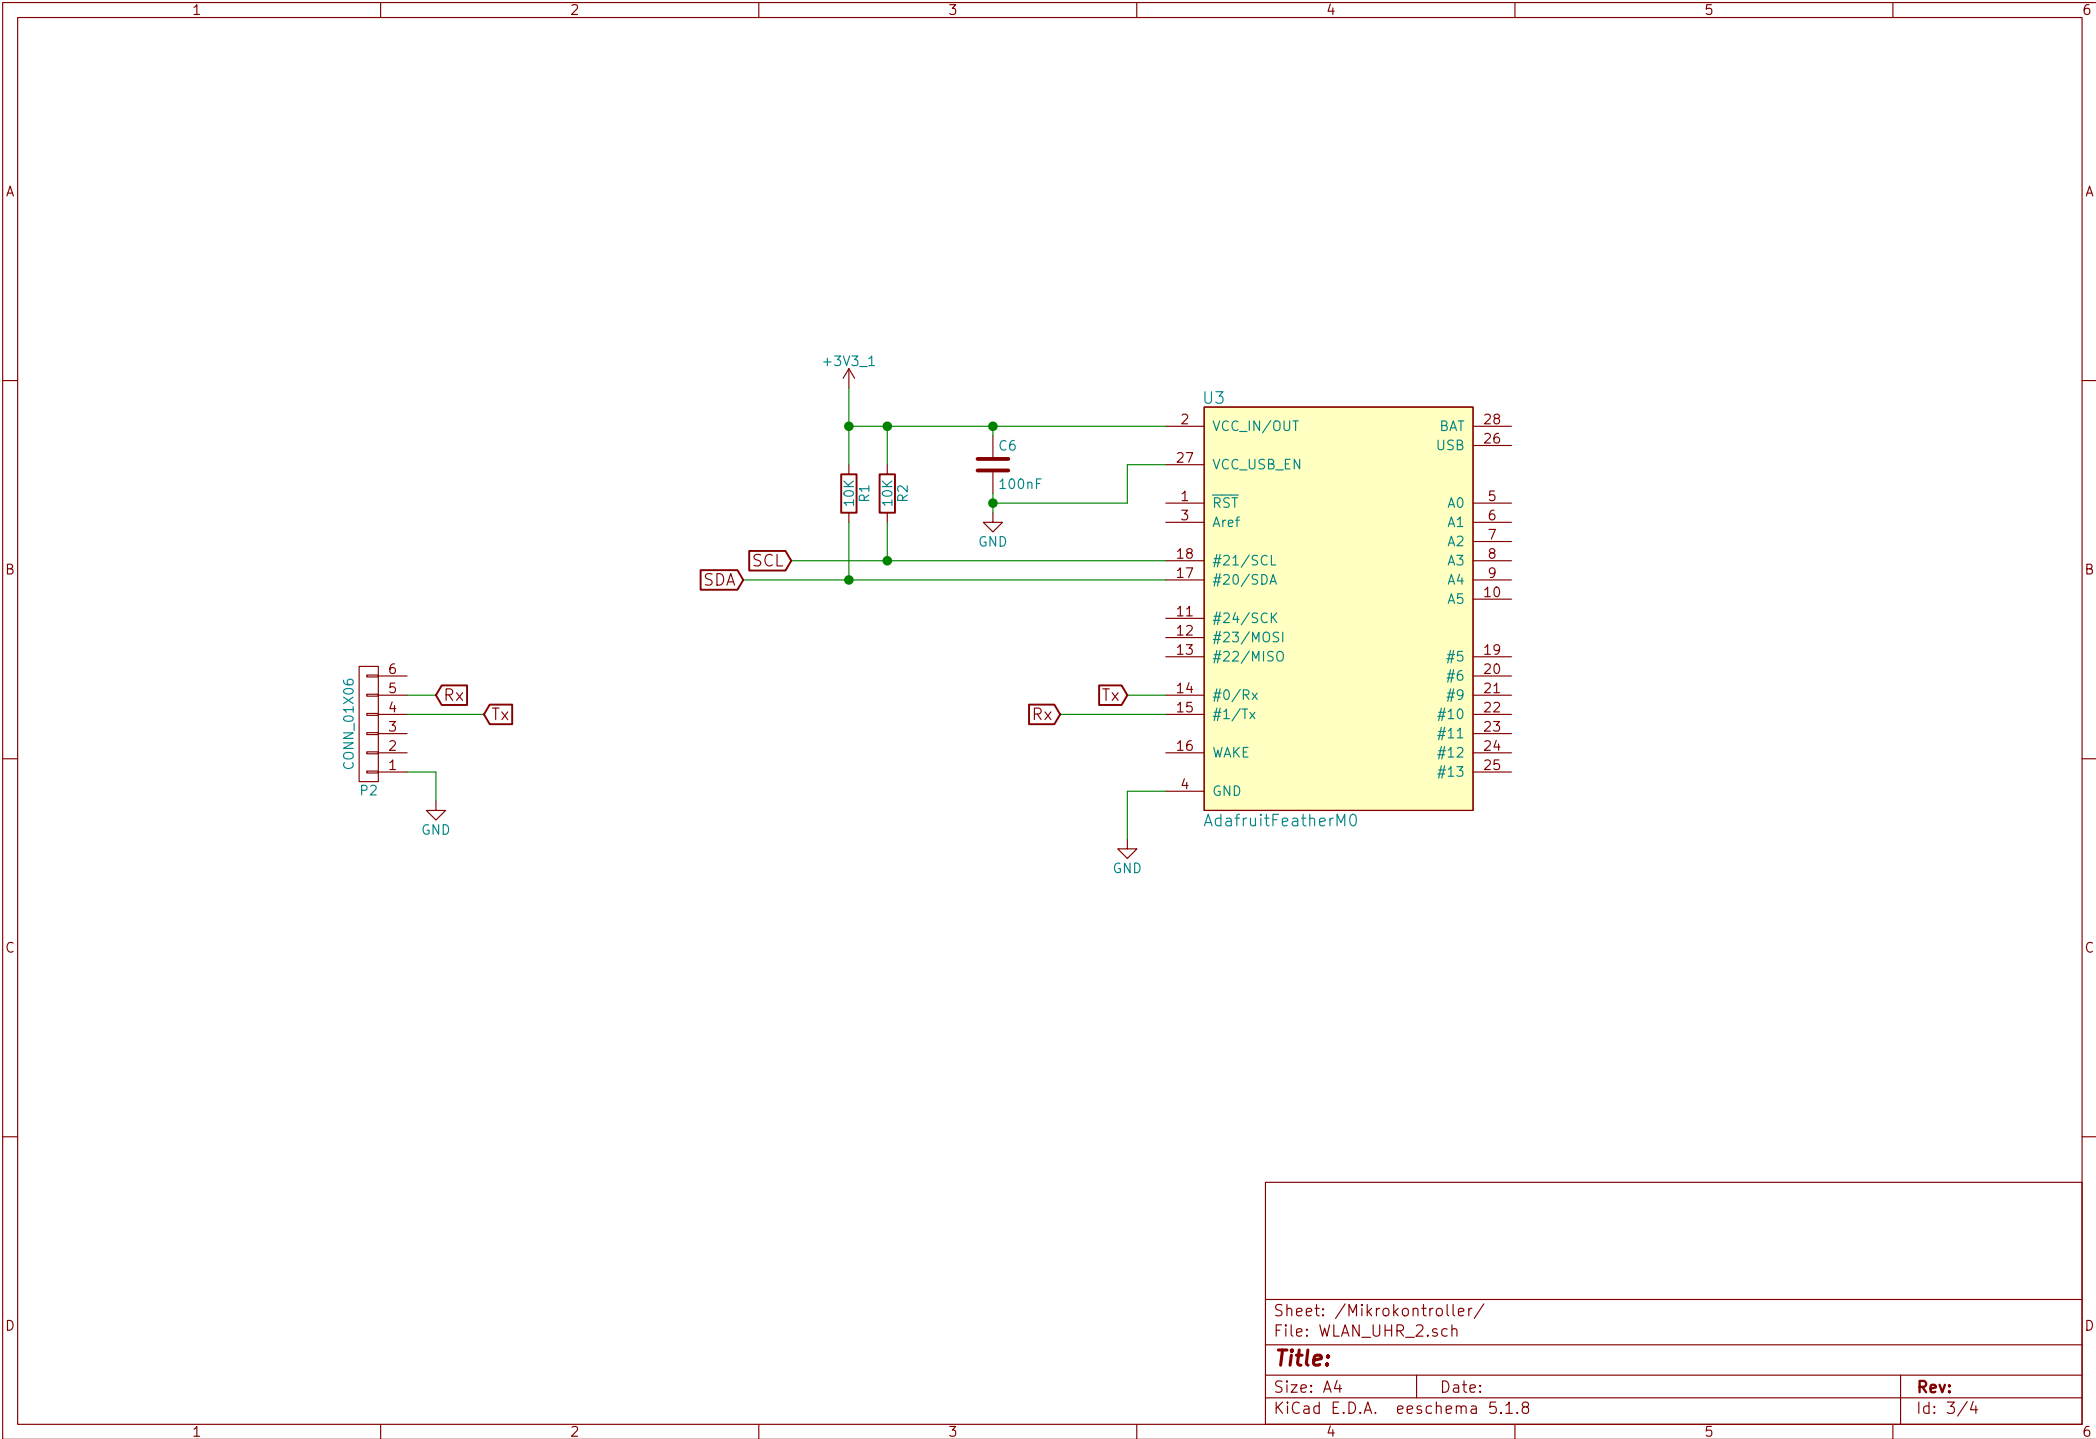 1 2 3 4 5 6
A A
B B
C C
D D
+3V3_1
10K R1
10K R2
C6
100nF
GND
SCL
SDA
U3
2 VCC_IN/OUT
27 VCC_USB_EN
1 RST
3 Aref
18 #21/SCL
17 #20/SDA
11 #24/SCK
12 #23/MOSI
13 #22/MISO
Tx 14 #0/Rx
Rx 15 #1/Tx
16 WAKE
4 GND
BAT 28
USB 26
A0 5
A1 6
A2 7
A3 8
A4 9
A5 10
#5 19
#6 20
#9 21
#10 22
#11 23
#12 24
#13 25
AdafruitFeatherM0
GND
CONN_01X06
6
5 Rx
4 Tx
3
2
1
P2
GND
Sheet: /Mikrokontroller/
File: WLAN_UHR_2.sch
Title:
Size: A4 Date: Rev:
KiCad E.D.A. eeschema 5.1.8 Id: 3/4
1 2 3 4 5 6